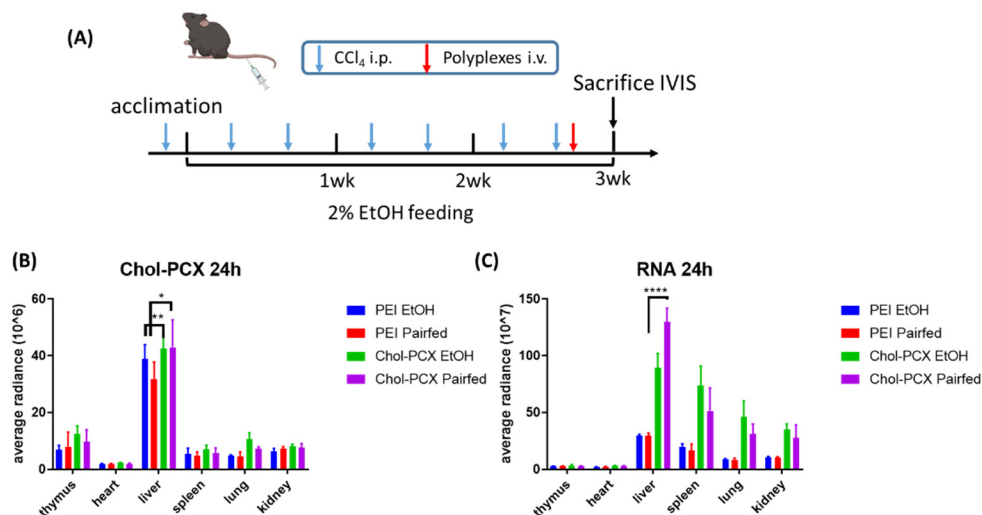 (A)
CCl₄ i.p. Polyplexes i.v.
Sacrifice IVIS
acclimation
1wk 2wk 3wk
2% EtOH feeding
(B)
Chol-PCX 24h
average radiance (10^6)
60
40
20
0
* 
**
thymus heart liver spleen lung kidney
PEI EtOH
PEI Pairfed
Chol-PCX EtOH
Chol-PCX Pairfed
(C)
RNA 24h
average radiance (10^7)
150
100
50
0
****
thymus heart liver spleen lung kidney
PEI EtOH
PEI Pairfed
Chol-PCX EtOH
Chol-PCX Pairfed